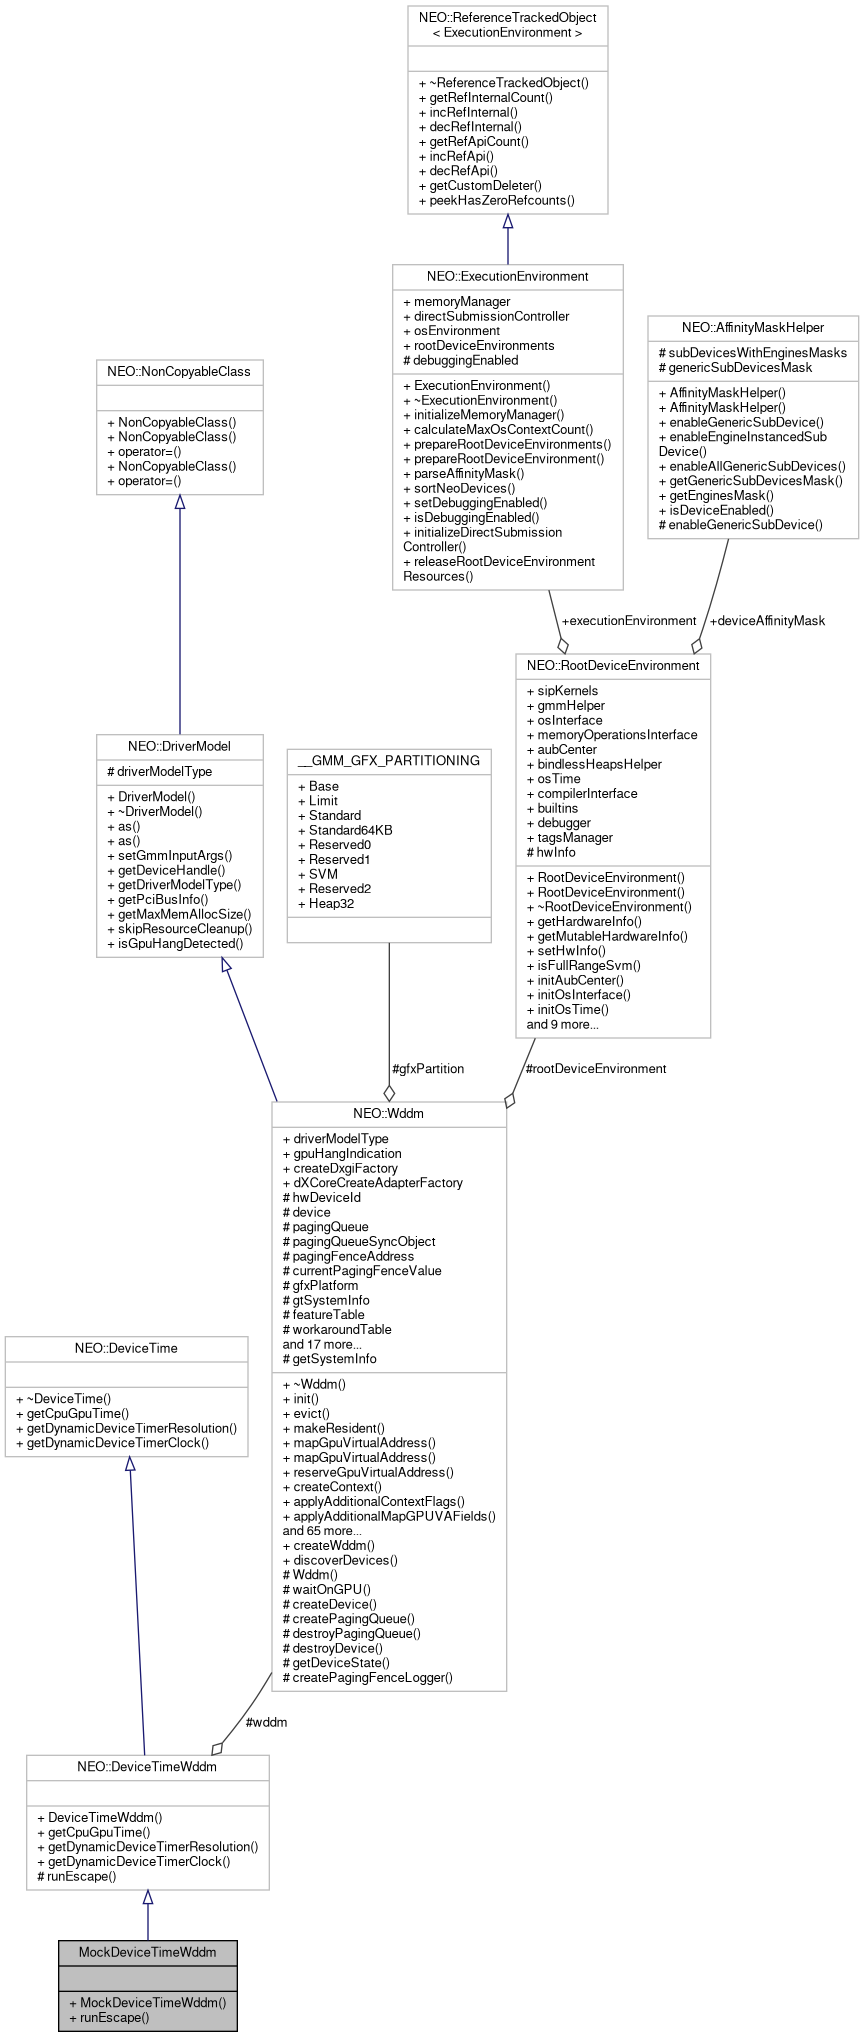 NEO::ReferenceTrackedObject
< ExecutionEnvironment >
+ ~ReferenceTrackedObject()
+ getRefInternalCount()
+ incRefInternal()
+ decRefInternal()
+ getRefApiCount()
+ incRefApi()
+ decRefApi()
+ getCustomDeleter()
+ peekHasZeroRefcounts()
NEO::ExecutionEnvironment
+ memoryManager
+ directSubmissionController
+ osEnvironment
+ rootDeviceEnvironments
# debuggingEnabled
+ ExecutionEnvironment()
+ ~ExecutionEnvironment()
+ initializeMemoryManager()
+ calculateMaxOsContextCount()
+ prepareRootDeviceEnvironments()
+ prepareRootDeviceEnvironment()
+ parseAffinityMask()
+ sortNeoDevices()
+ setDebuggingEnabled()
+ isDebuggingEnabled()
+ initializeDirectSubmission
Controller()
+ releaseRootDeviceEnvironment
Resources()
NEO::AffinityMaskHelper
# subDevicesWithEnginesMasks
# genericSubDevicesMask
+ AffinityMaskHelper()
+ AffinityMaskHelper()
+ enableGenericSubDevice()
+ enableEngineInstancedSub
Device()
+ enableAllGenericSubDevices()
+ getGenericSubDevicesMask()
+ getEnginesMask()
+ isDeviceEnabled()
# enableGenericSubDevice()
NEO::NonCopyableClass
+ NonCopyableClass()
+ NonCopyableClass()
+ operator=()
+ NonCopyableClass()
+ operator=()
+executionEnvironment
+deviceAffinityMask
NEO::RootDeviceEnvironment
+ sipKernels
+ gmmHelper
+ osInterface
+ memoryOperationsInterface
+ aubCenter
+ bindlessHeapsHelper
+ osTime
+ compilerInterface
+ builtins
+ debugger
+ tagsManager
# hwInfo
+ RootDeviceEnvironment()
+ RootDeviceEnvironment()
+ ~RootDeviceEnvironment()
+ getHardwareInfo()
+ getMutableHardwareInfo()
+ setHwInfo()
+ isFullRangeSvm()
+ initAubCenter()
+ initOsInterface()
+ initOsTime()
and 9 more...
NEO::DriverModel
# driverModelType
+ DriverModel()
+ ~DriverModel()
+ as()
+ as()
+ setGmmInputArgs()
+ getDeviceHandle()
+ getDriverModelType()
+ getPciBusInfo()
+ getMaxMemAllocSize()
+ skipResourceCleanup()
+ isGpuHangDetected()
__GMM_GFX_PARTITIONING
+ Base
+ Limit
+ Standard
+ Standard64KB
+ Reserved0
+ Reserved1
+ SVM
+ Reserved2
+ Heap32
#gfxPartition
#rootDeviceEnvironment
NEO::Wddm
+ driverModelType
+ gpuHangIndication
+ createDxgiFactory
+ dXCoreCreateAdapterFactory
# hwDeviceId
# device
# pagingQueue
# pagingQueueSyncObject
# pagingFenceAddress
# currentPagingFenceValue
# gfxPlatform
# gtSystemInfo
# featureTable
# workaroundTable
and 17 more...
# getSystemInfo
+ ~Wddm()
+ init()
+ evict()
+ makeResident()
+ mapGpuVirtualAddress()
+ mapGpuVirtualAddress()
+ reserveGpuVirtualAddress()
+ createContext()
+ applyAdditionalContextFlags()
+ applyAdditionalMapGPUVAFields()
and 65 more...
+ createWddm()
+ discoverDevices()
# Wddm()
# waitOnGPU()
# createDevice()
# createPagingQueue()
# destroyPagingQueue()
# destroyDevice()
# getDeviceState()
# createPagingFenceLogger()
NEO::DeviceTime
+ ~DeviceTime()
+ getCpuGpuTime()
+ getDynamicDeviceTimerResolution()
+ getDynamicDeviceTimerClock()
#wddm
NEO::DeviceTimeWddm
+ DeviceTimeWddm()
+ getCpuGpuTime()
+ getDynamicDeviceTimerResolution()
+ getDynamicDeviceTimerClock()
# runEscape()
MockDeviceTimeWddm
+ MockDeviceTimeWddm()
+ runEscape()